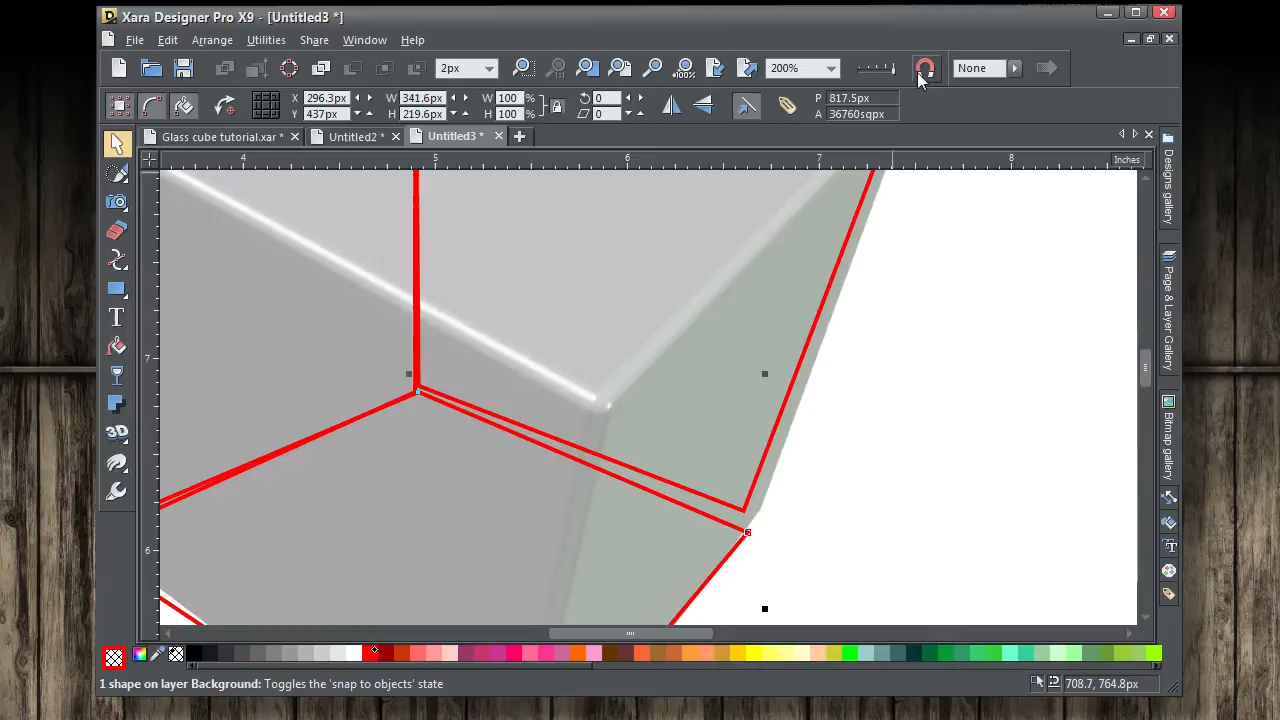 Xara Designer Pro X9 - [Untitled3 *]
File Edit Arrange Utilities Share Window Help
2px 200% None
X 296.3px W 341.6px W 100 % 0 P 817.5px
Y 437px H 219.6px H 100 % 0 A 36760sqpx
Glass cube tutorial.xar * Untitled2 * Untitled3 *
4 5 6 7 8 Inches
7
6
Designs gallery
Page & Layer Gallery
Bitmap gallery
T
3D
1 shape on layer Background: Toggles the 'snap to objects' state 708.7, 764.8px